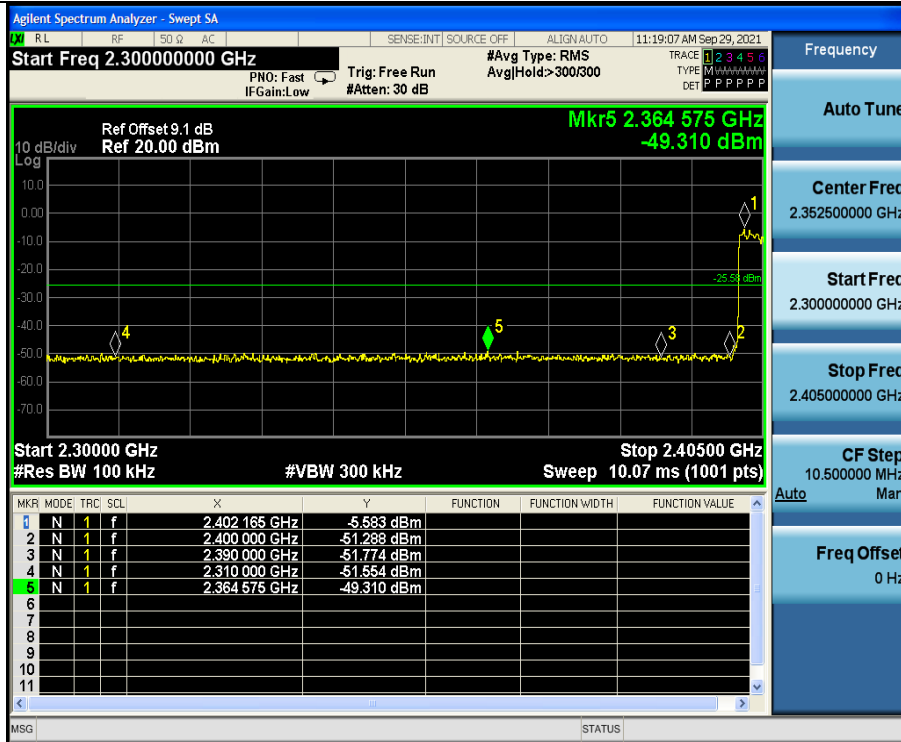 Agilent Spectrum Analyzer - Swept SA
LXI RL RF 50 Ω AC SENSE:INT SOURCE OFF ALIGN AUTO 11:19:07 AM Sep 29, 2021
Start Freq 2.300000000 GHz #Avg Type: RMS TRACE 1 2 3 4 5 6
PNO: Fast Trig: Free Run Avg|Hold:>300/300 TYPE M
IFGain:Low #Atten: 30 dB DET P P P P P P
Mkr5 2.364 575 GHz
-49.310 dBm
Ref Offset 9.1 dB
10 dB/div Ref 20.00 dBm
Log
10.0
0.00
-10.0
-20.0
-30.0
-40.0
-50.0
-60.0
-70.0
1
-25.58 dBm
4
5
3
2
Start 2.30000 GHz Stop 2.40500 GHz
#Res BW 100 kHz #VBW 300 kHz Sweep 10.07 ms (1001 pts)
MKR MODE TRC SCL X Y FUNCTION FUNCTION WIDTH FUNCTION VALUE
1 N 1 f 2.402 165 GHz -5.583 dBm
2 N 1 f 2.400 000 GHz -51.288 dBm
3 N 1 f 2.390 000 GHz -51.774 dBm
4 N 1 f 2.310 000 GHz -51.554 dBm
5 N 1 f 2.364 575 GHz -49.310 dBm
6
7
8
9
10
11
MSG STATUS
Frequency
Auto Tune
Center Freq
2.352500000 GHz
Start Freq
2.300000000 GHz
Stop Freq
2.405000000 GHz
CF Step
10.500000 MHz
Auto Man
Freq Offset
0 Hz